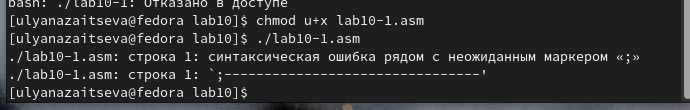 bash: ./lab10-1: Отказано в доступе
[ulyanazaitseva@fedora lab10]$ chmod u+x lab10-1.asm
[ulyanazaitseva@fedora lab10]$ ./lab10-1.asm
./lab10-1.asm: строка 1: синтаксическая ошибка рядом с неожиданным маркером «;»
./lab10-1.asm: строка 1: `;--------------------------------'
[ulyanazaitseva@fedora lab10]$